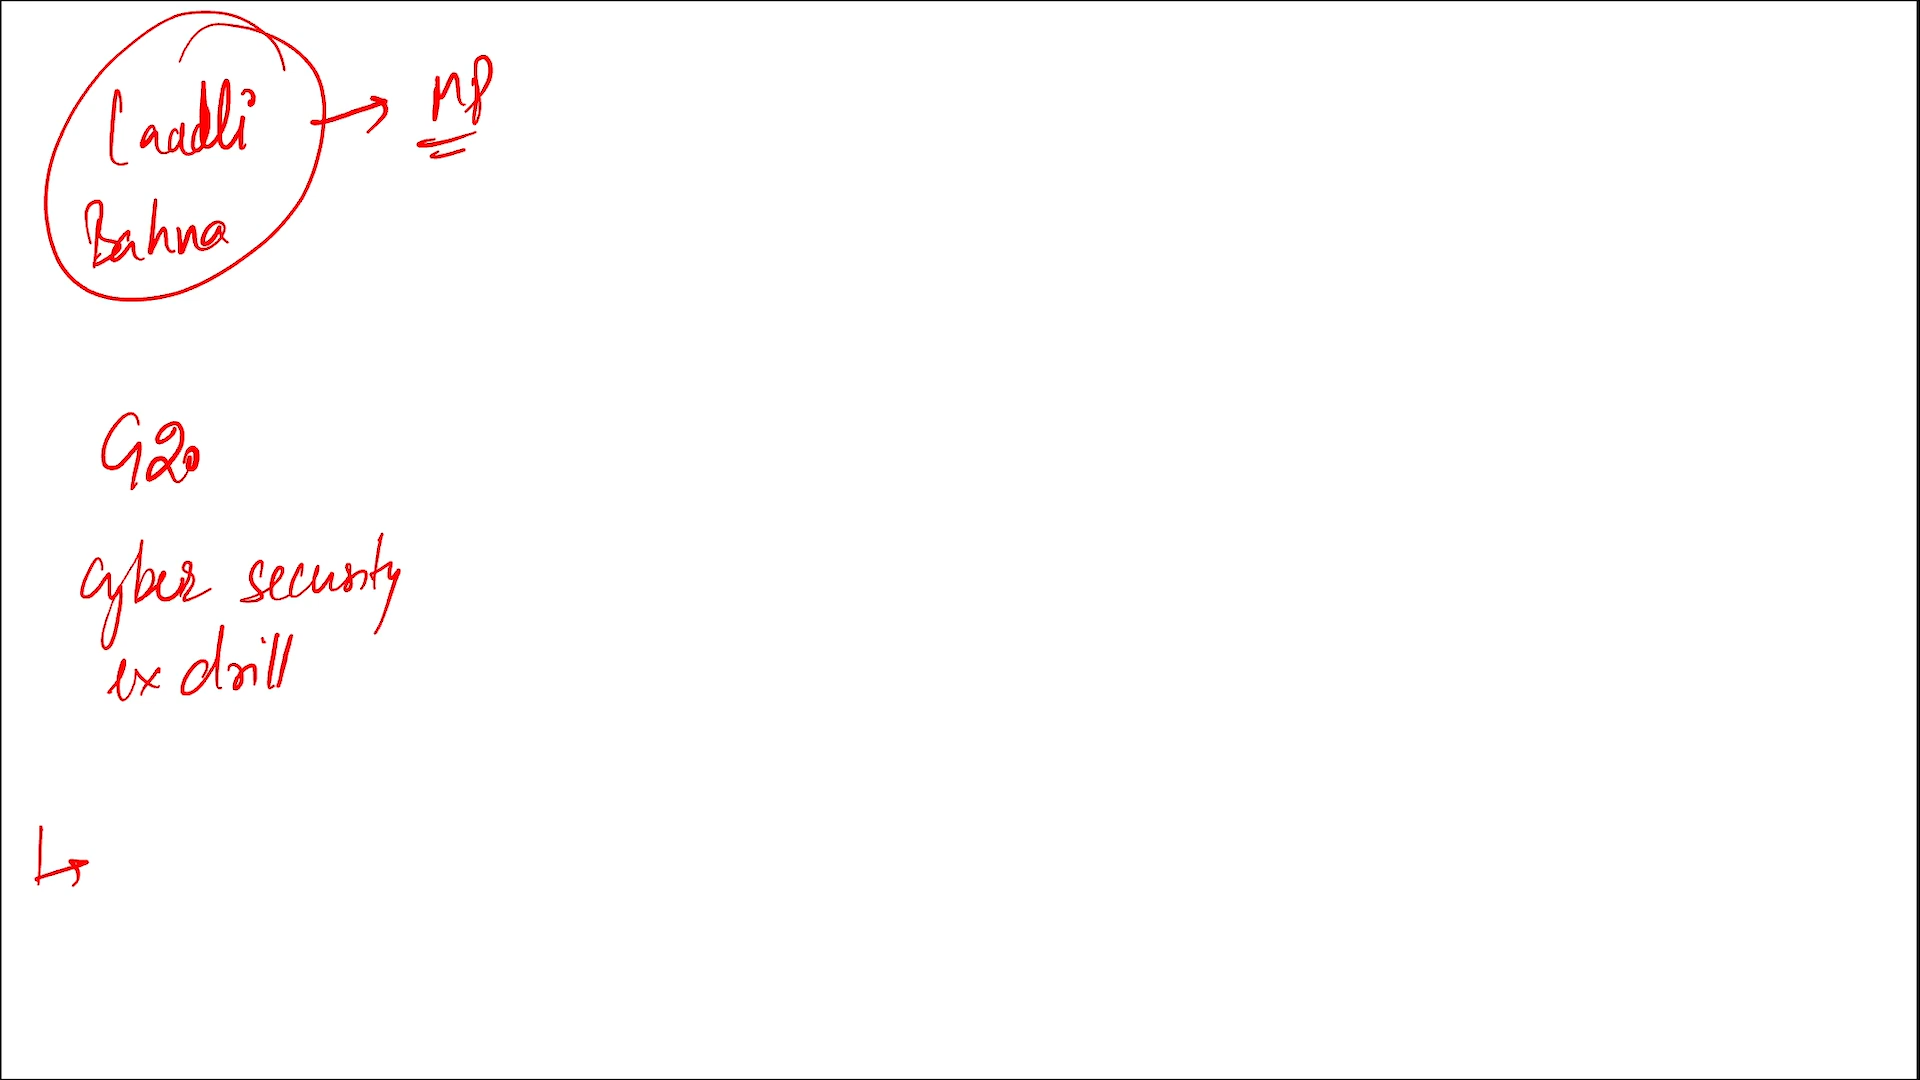 Laadli → MP
Bahna
G20
cyber security
ex drill
↳